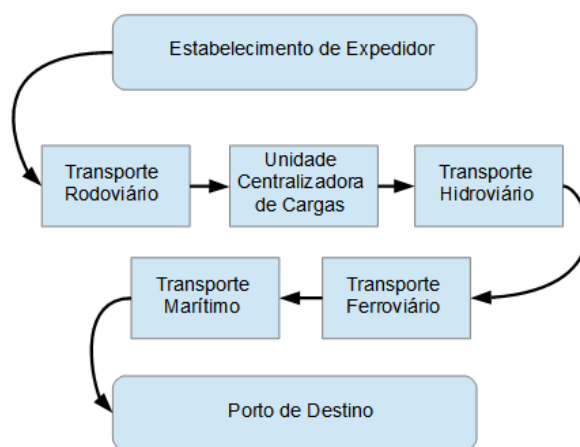 Estabelecimento de Expedidor
Transporte
Rodoviário
Unidade
Centralizadora
de Cargas
Transporte
Hidroviário
Transporte
Marítimo
Transporte
Ferroviário
Porto de Destino